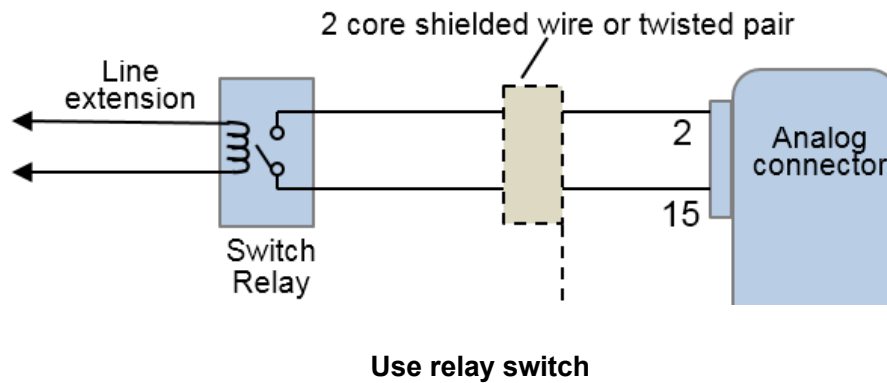 2 core shielded wire or twisted pair
Line
extension
2
Analog
connector
15
Switch
Relay
Use relay switch